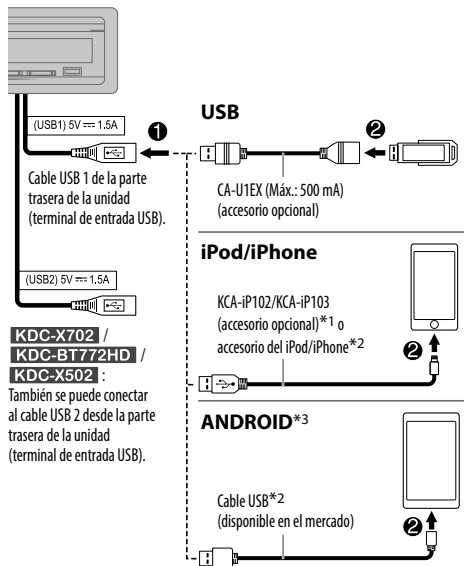 (USB1) 5V ⎓ 1.5A
❶
Cable USB 1 de la parte
trasera de la unidad
(terminal de entrada USB).
(USB2) 5V ⎓ 1.5A
KDC-X702 /
KDC-BT772HD /
KDC-X502 :
También se puede conectar
al cable USB 2 desde la parte
trasera de la unidad
(terminal de entrada USB).
USB
❷
CA-U1EX (Máx.: 500 mA)
(accesorio opcional)
iPod/iPhone
KCA-iP102/KCA-iP103
(accesorio opcional)*1 o
accesorio del iPod/iPhone*2
❷
ANDROID*3
Cable USB*2
(disponible en el mercado)
❷